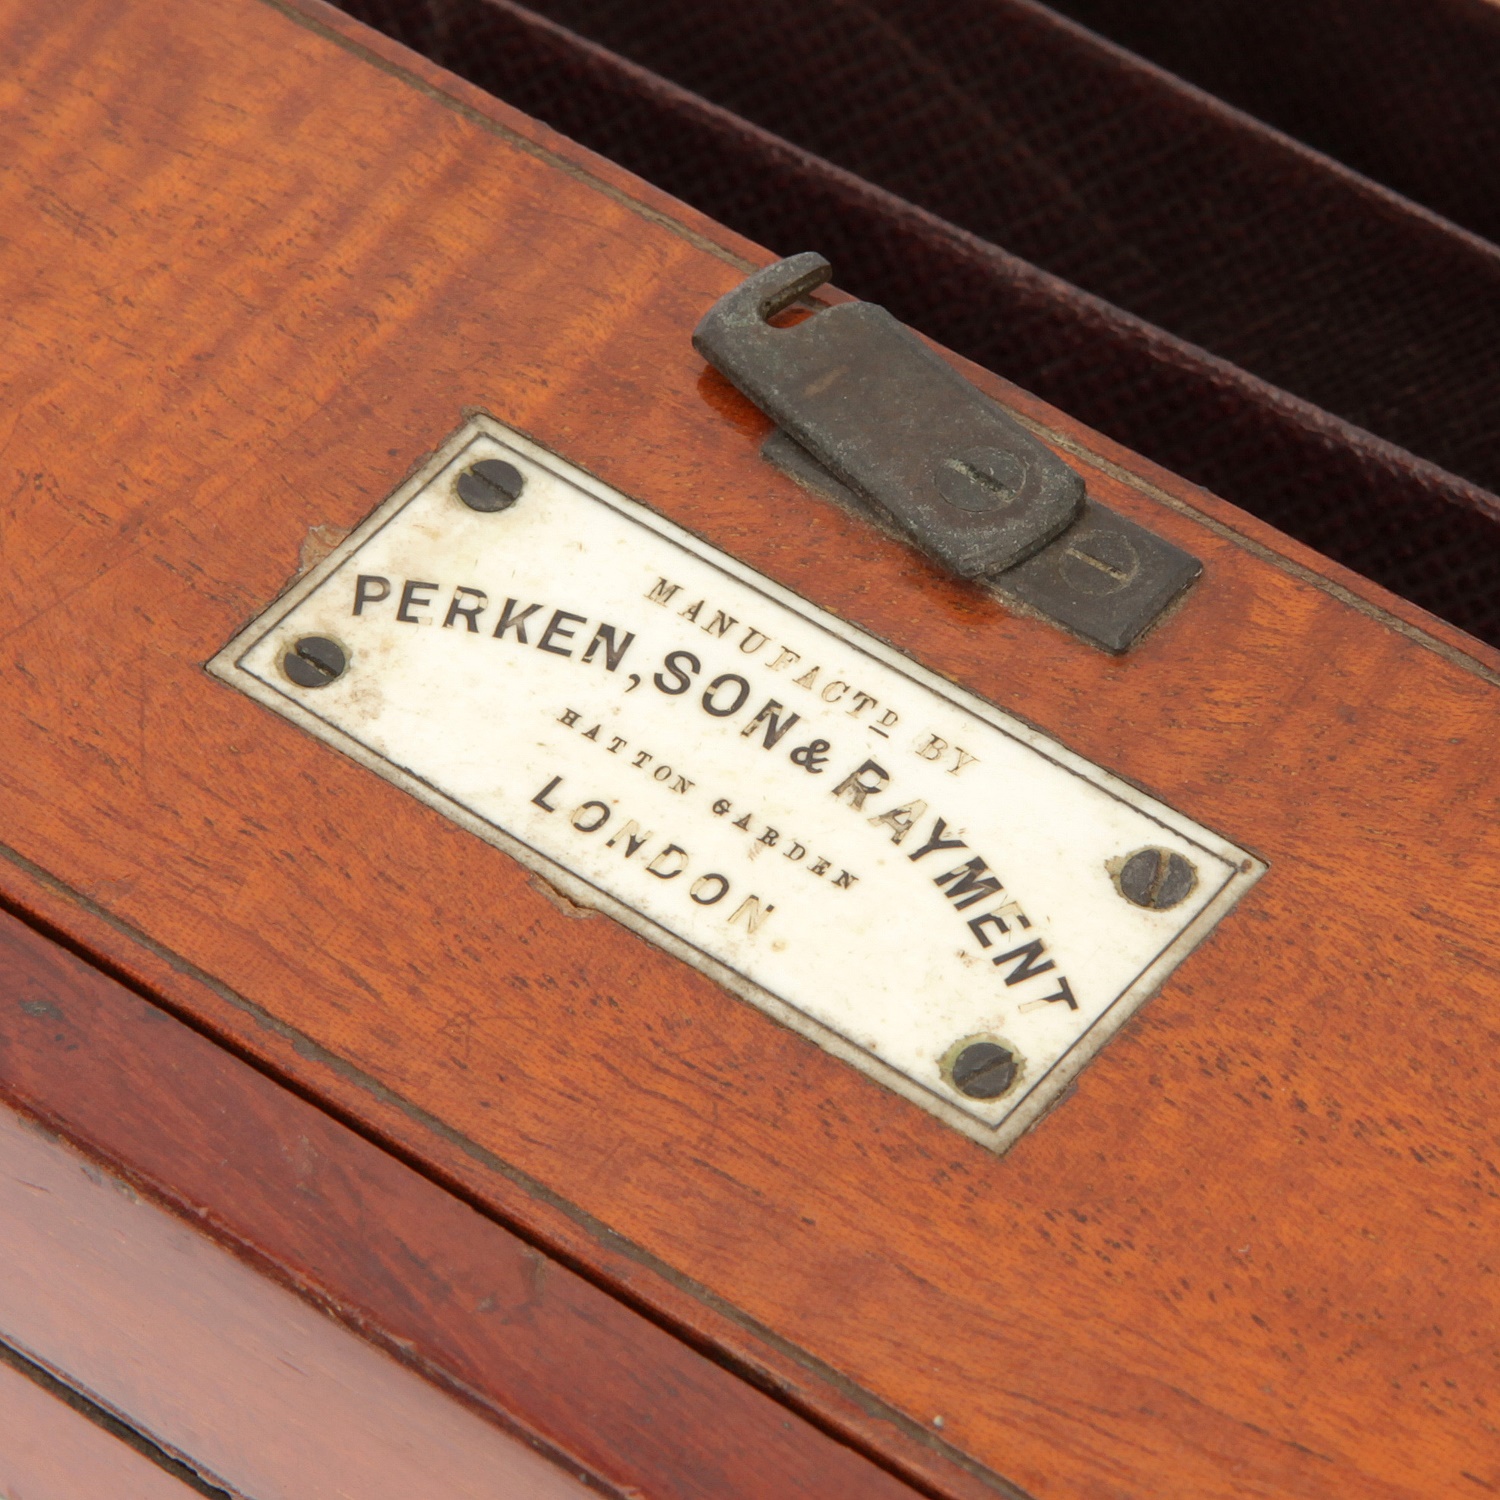 MANUFACTD BY
PERKEN, SON & RAYMENT
HATTON GARDEN
LONDON.